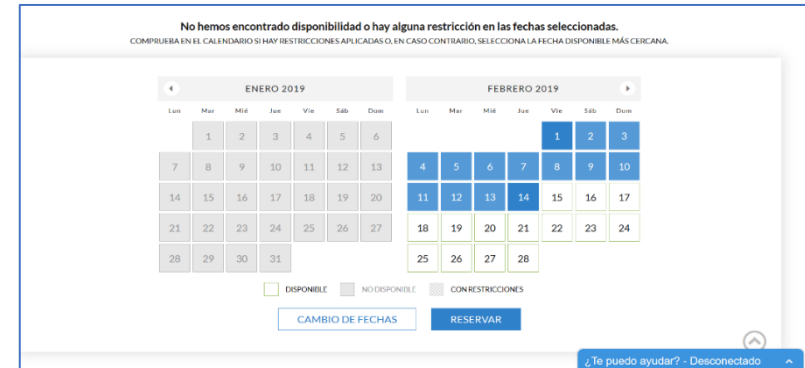 No hemos encontrado disponibilidad o hay alguna restricción en las fechas seleccionadas.
COMPRUEBA EN EL CALENDARIO SI HAY RESTRICCIONES APLICADAS O, EN CASO CONTRARIO, SELECCIONA LA FECHA DISPONIBLE MÁS CERCANA.
ENERO 2019
Lun Mar Mié Jue Vie Sáb Dom
1 2 3 4 5 6
7 8 9 10 11 12 13
14 15 16 17 18 19 20
21 22 23 24 25 26 27
28 29 30 31
FEBRERO 2019
Lun Mar Mié Jue Vie Sáb Dom
1 2 3
4 5 6 7 8 9 10
11 12 13 14 15 16 17
18 19 20 21 22 23 24
25 26 27 28
DISPONIBLE NO DISPONIBLE CON RESTRICCIONES
CAMBIO DE FECHAS RESERVAR
¿Te puedo ayudar? - Desconectado